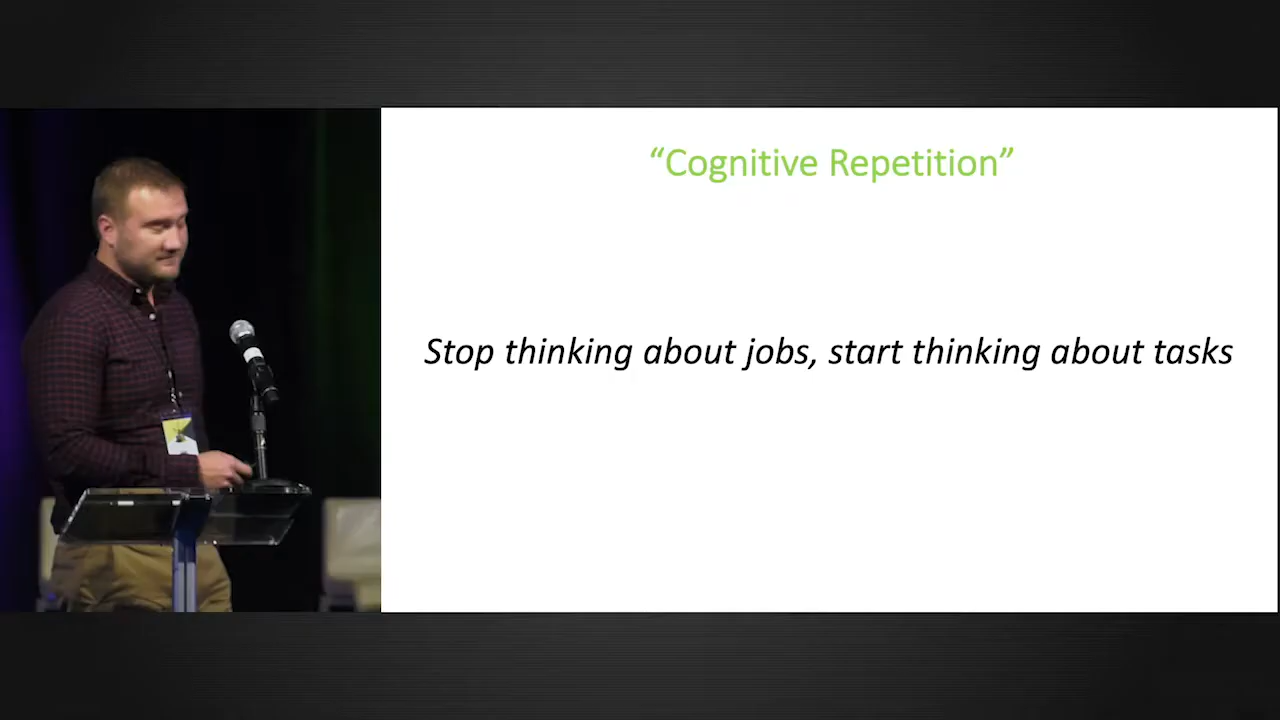 “Cognitive Repetition”
Stop thinking about jobs, start thinking about tasks